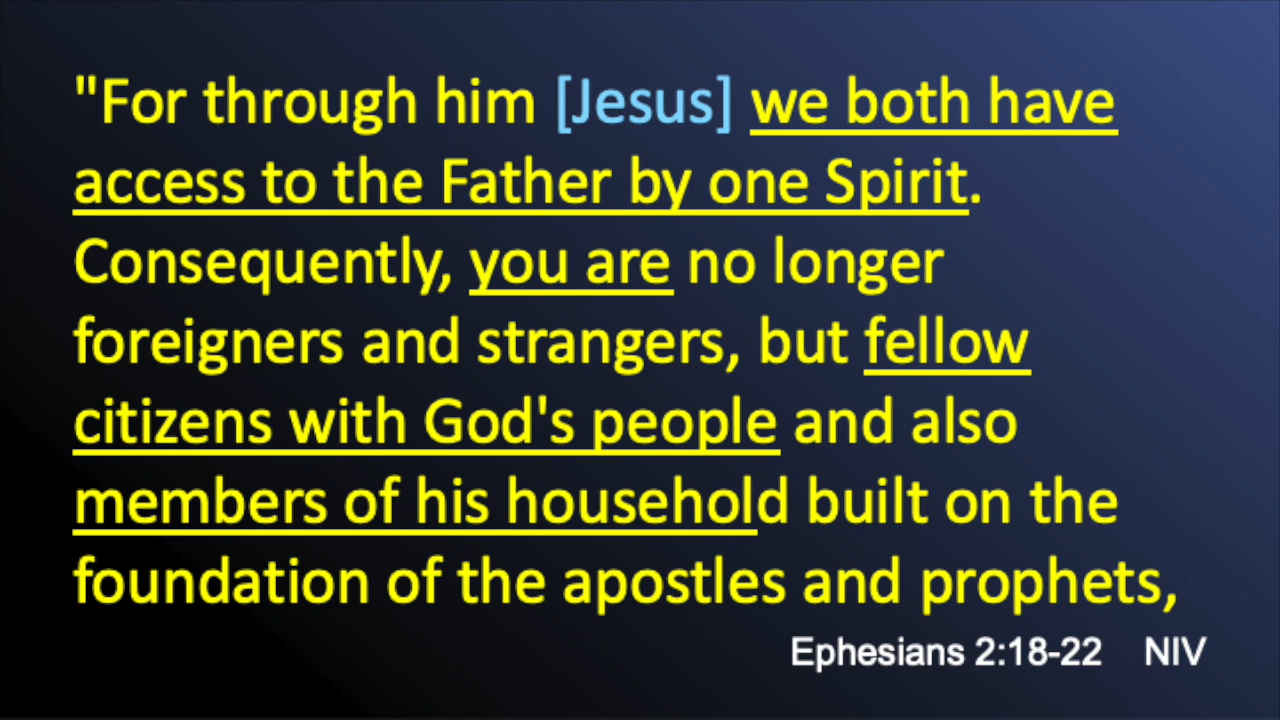 "For through him [Jesus] we both have
access to the Father by one Spirit.
Consequently, you are no longer
foreigners and strangers, but fellow
citizens with God's people and also
members of his household built on the
foundation of the apostles and prophets,
Ephesians 2:18-22 NIV